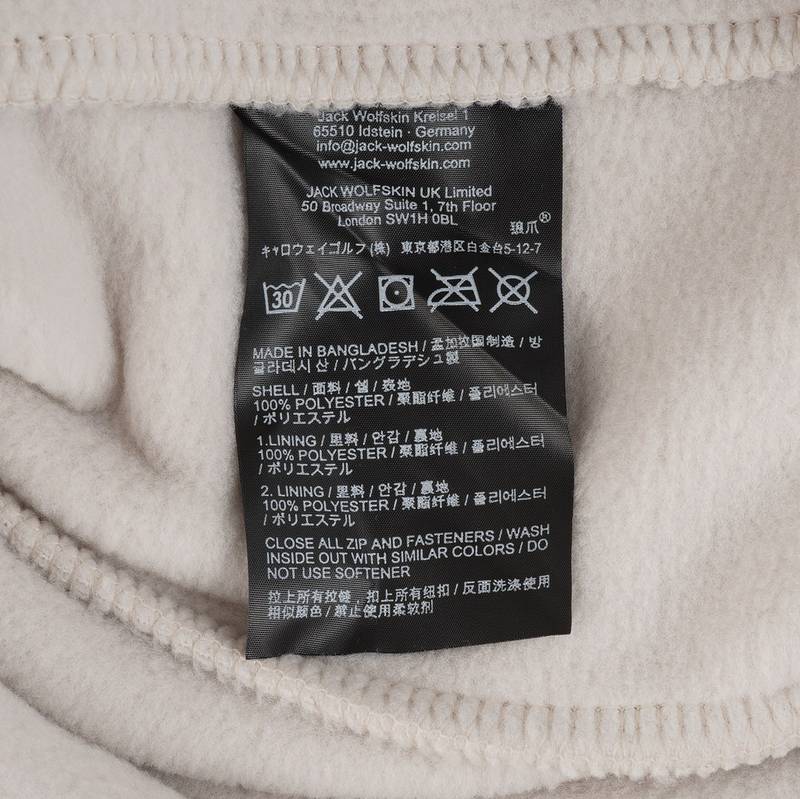 Jack Wolfskin Kreisel 1
65510 Idstein · Germany
info@jack-wolfskin.com
www.jack-wolfskin.com
JACK WOLFSKIN UK Limited
50 Broadway Suite 1, 7th Floor
London SW1H 0BL
狼爪®
キャロウェイゴルフ(株) 東京都港区白金台5-12-7
30
MADE IN BANGLADESH / 孟加拉国制造 / 방
글라데시 산 / バングラデシュ製
SHELL / 面料 / 쉘 / 表地
100% POLYESTER / 聚酯纤维 / 폴리에스터
/ ポリエステル
1.LINING / 里料 / 안감 / 裏地
100% POLYESTER / 聚酯纤维 / 폴리에스터
/ ポリエステル
2. LINING / 里料 / 안감 / 裏地
100% POLYESTER / 聚酯纤维 / 폴리에스터
/ ポリエステル
CLOSE ALL ZIP AND FASTENERS / WASH
INSIDE OUT WITH SIMILAR COLORS / DO
NOT USE SOFTENER
拉上所有拉链，扣上所有纽扣 / 反面洗涤使用
相似颜色 / 禁止使用柔软剂